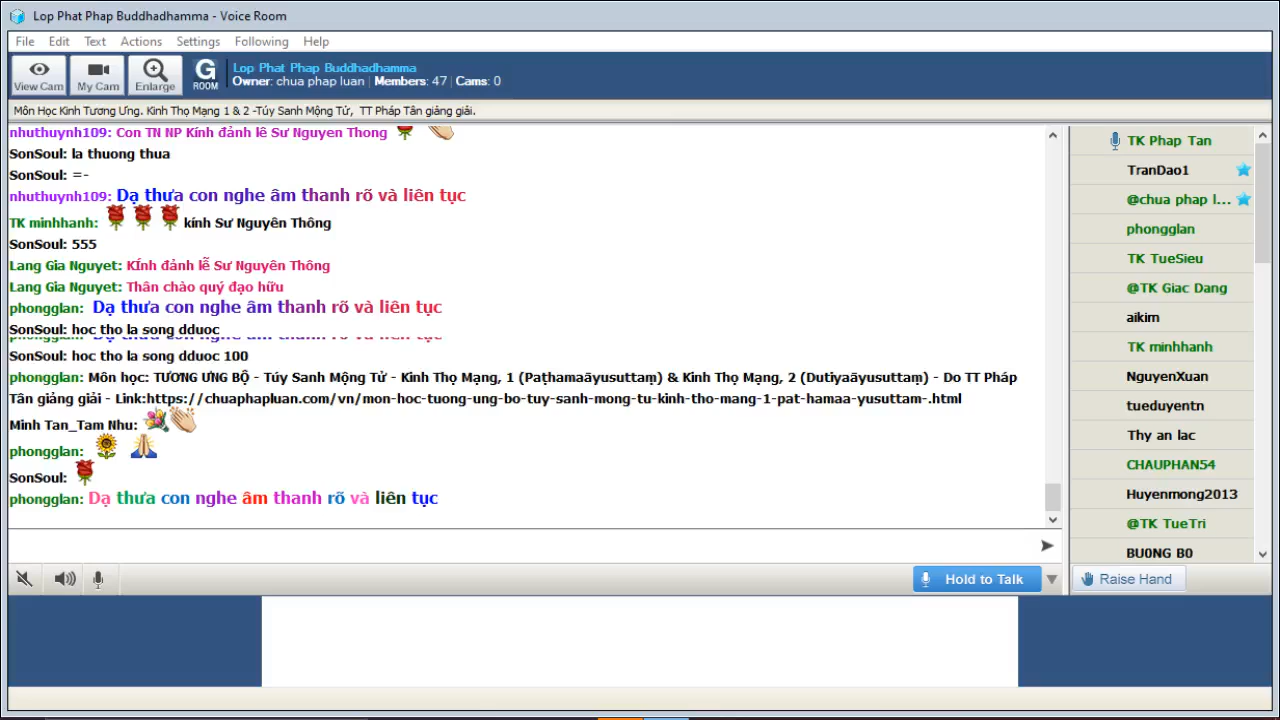 Lop Phat Phap Buddhadhamma - Voice Room
File Edit Text Actions Settings Following Help
View Cam My Cam Enlarge G ROOM
Lop Phat Phap Buddhadhamma
Owner: chua phap luan | Members: 47 | Cams: 0
Môn Học Kinh Tương Ưng. Kinh Thọ Mạng 1 & 2 -Túy Sanh Mộng Tử, TT Pháp Tân giảng giải.
nhuthuynh109: Con TN NP Kính đảnh lễ Sư Nguyen Thong
SonSoul: la thuong thua
SonSoul: =-
nhuthuynh109: Dạ thưa con nghe âm thanh rõ và liên tục
TK minhhanh: kính Sư Nguyên Thông
SonSoul: 555
Lang Gia Nguyet: KÍnh đảnh lễ Sư Nguyên Thông
Lang Gia Nguyet: Thân chào quý đạo hữu
phongglan: Dạ thưa con nghe âm thanh rõ và liên tục
SonSoul: hoc tho la song dduoc
SonSoul: hoc tho la song dduoc 100
phongglan: Môn học: TƯƠNG ƯNG BỘ - Túy Sanh Mộng Tử - Kinh Thọ Mạng, 1 (Paṭhamaāyusuttaṃ) & Kinh Thọ Mạng, 2 (Dutiyaāyusuttaṃ) - Do TT Pháp
Tân giảng giải - Link:https://chuaphapluan.com/vn/mon-hoc-tuong-ung-bo-tuy-sanh-mong-tu-kinh-tho-mang-1-pat-hamaa-yusuttam-.html
Minh Tan_Tam Nhu:
phongglan:
SonSoul:
phongglan: Dạ thưa con nghe âm thanh rõ và liên tục
Hold to Talk
TK Phap Tan
TranDao1
@chua phap l...
phongglan
TK TueSieu
@TK Giac Dang
aikim
TK minhhanh
NguyenXuan
tueduyentn
Thy an lac
CHAUPHAN54
Huyenmong2013
@TK TueTri
BU0NG B0
Raise Hand